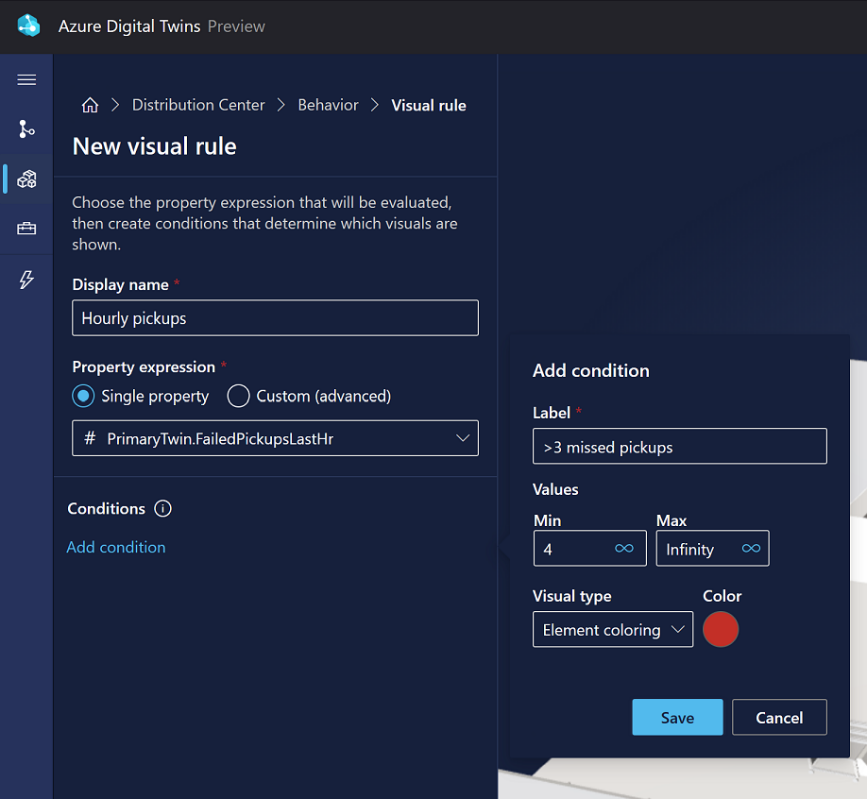 Azure Digital Twins Preview
Distribution Center > Behavior > Visual rule
New visual rule
Choose the property expression that will be evaluated,
then create conditions that determine which visuals are
shown.
Display name *
Hourly pickups
Property expression *
Single property Custom (advanced)
# PrimaryTwin.FailedPickupsLastHr
Conditions
Add condition
Add condition
Label *
>3 missed pickups
Values
Min Max
4 ∞ Infinity ∞
Visual type Color
Element coloring
Save Cancel